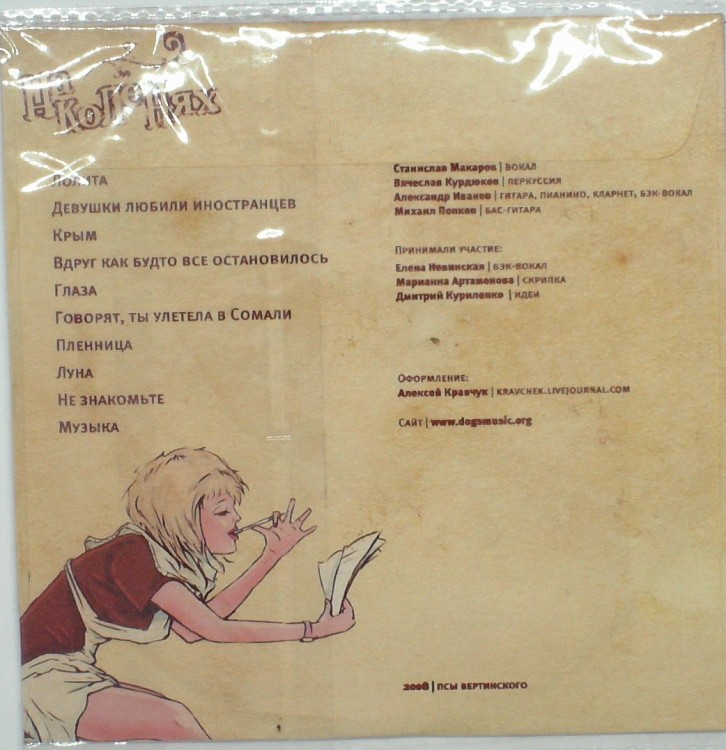 На
Коленях
Лолита
Девушки любили иностранцев
Крым
Вдруг как будто все остановилось
Глаза
Говорят, ты улетела в Сомали
Пленница
Луна
Не знакомьте
Музыка
Станислав Макаров | вокал
Вячеслав Курдюков | перкуссия
Александр Иванов | гитара, пианино, кларнет, бэк-вокал
Михаил Попков | бас-гитара
Принимали участие:
Елена Невинская | бэк-вокал
Марианна Артамонова | скрипка
Дмитрий Куриленко | идеи
Оформление:
Алексей Кравчук | kravchek.livejournal.com
Сайт | www.dogsmusic.org
2008 | псы вертинского